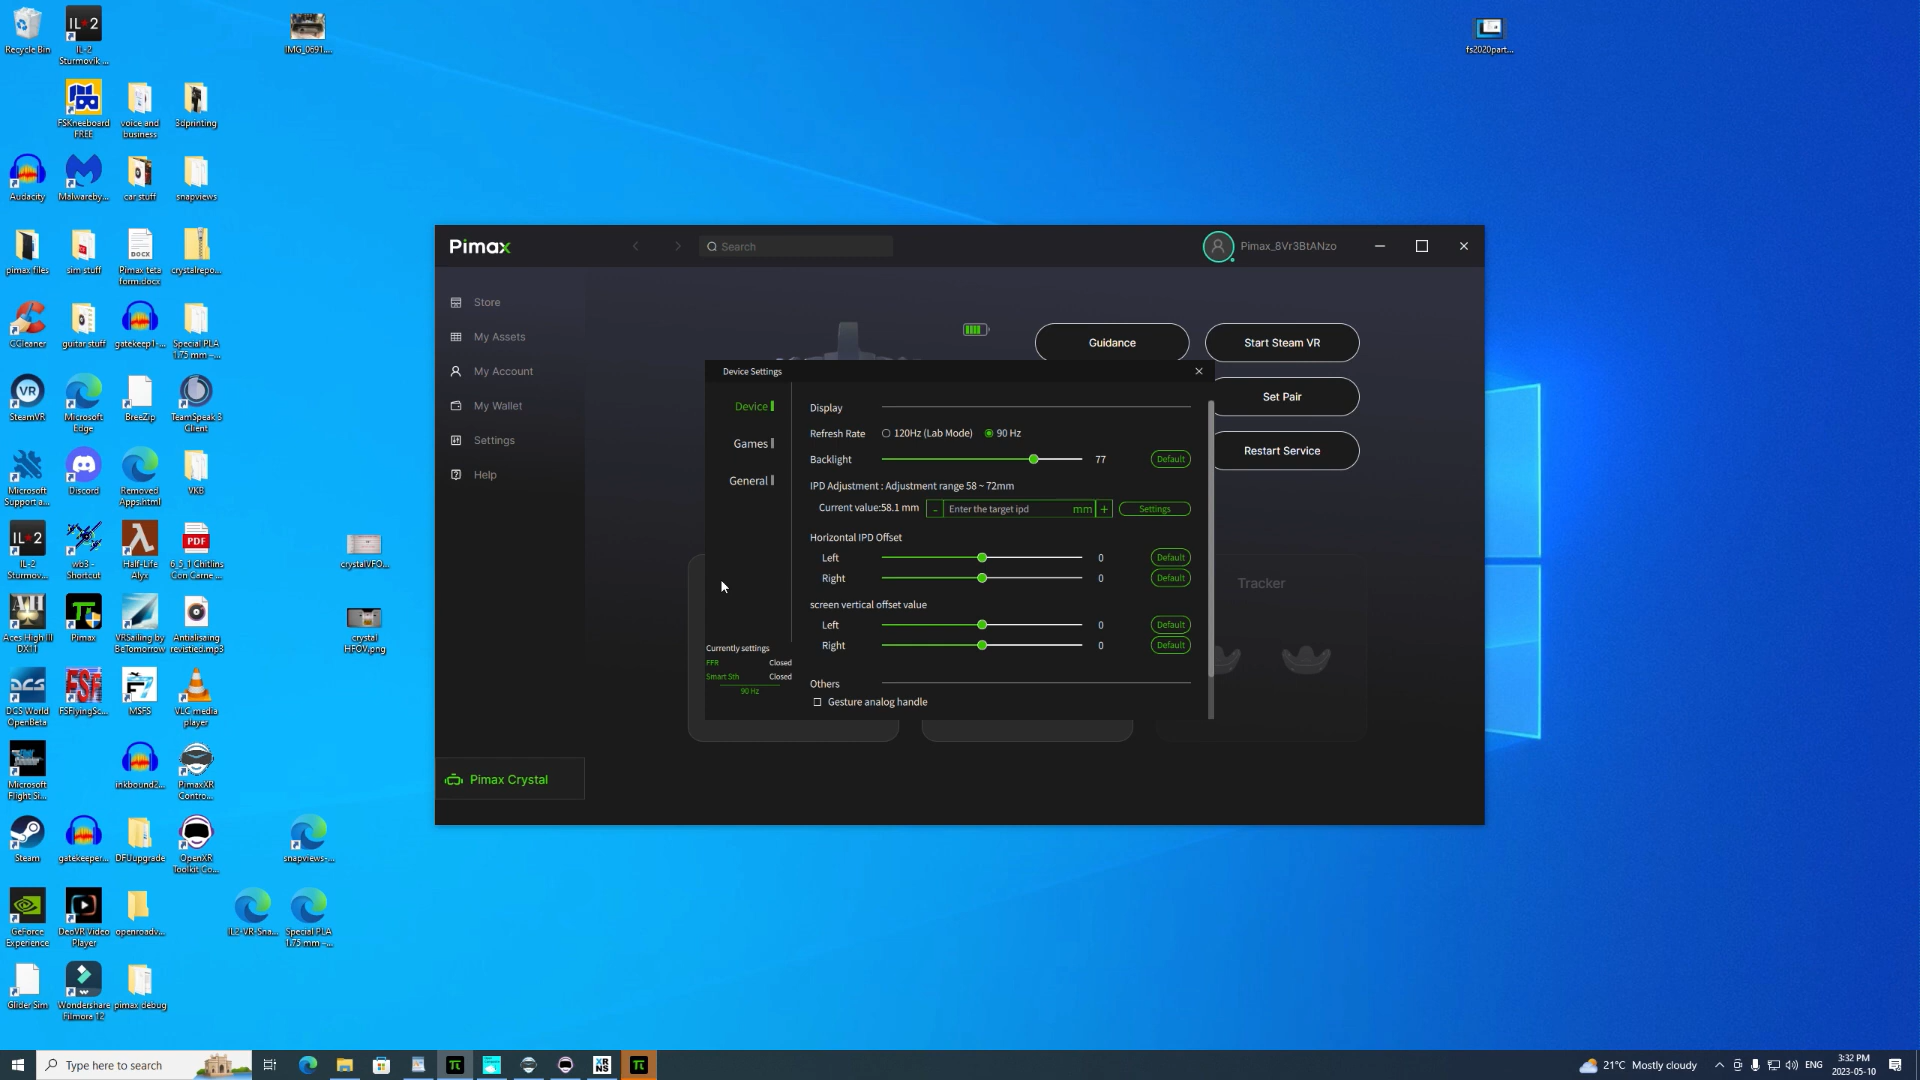 Recycle Bin
IL-2
Sturmovik ...
IMG_0691....
fs2020part...
FSKneeboard
FREE
voice and
business
3dprinting
Audacity
Malwareby...
car stuff
snapviews
pimax files
sim stuff
Pimax teta
form.docx
crystalrepo...
CCleaner
guitar stuff
gatekeep1-...
Special PLA
1.75 mm -...
SteamVR
Microsoft
Edge
BreeZip
TeamSpeak 3
Client
Microsoft
Support a...
Discord
Removed
Apps.html
VKB
IL-2
Sturmov...
wb3 -
Shortcut
Half-Life
Alyx
6_5_1 Chitlins
Con Carne ...
crystalVFO...
Aces High III
DX11
Pimax
VRSailing by
BeTomorrow
Antialisaing
revistied.mp3
crystal
HFOV.png
DCS World
OpenBeta
FSFlyingSc...
MSFS
VLC media
player
Microsoft
Flight Si...
inkbound2...
PimaxXR
Contro...
Steam
gatekeeper...
DFUupgrade
OpenXR
Toolkit Co...
snapviews-...
GeForce
Experience
DeoVR Video
Player
openroadv...
IL2-VR-Sna...
Special PLA
1.75 mm -...
Glider Sim
Wondershare
Filmora 12
pimax debug
Pimax
Search
Pimax_8Vr3BtANzo
Store
My Assets
My Account
My Wallet
Settings
Help
Pimax Crystal
Guidance
Start Steam VR
Set Pair
Restart Service
Tracker
Device Settings
Device
Games
General
Currently settings
FFR Closed
Smart Sth Closed
90 Hz
Display
Refresh Rate 120Hz (Lab Mode) 90 Hz
Backlight 77 Default
IPD Adjustment : Adjustment range 58 ~ 72mm
Current value:58.1 mm - Enter the target ipd mm + Settings
Horizontal IPD Offset
Left 0 Default
Right 0 Default
screen vertical offset value
Left 0 Default
Right 0 Default
Others
Gesture analog handle
Type here to search
21°C Mostly cloudy
ENG
3:32 PM
2023-05-10